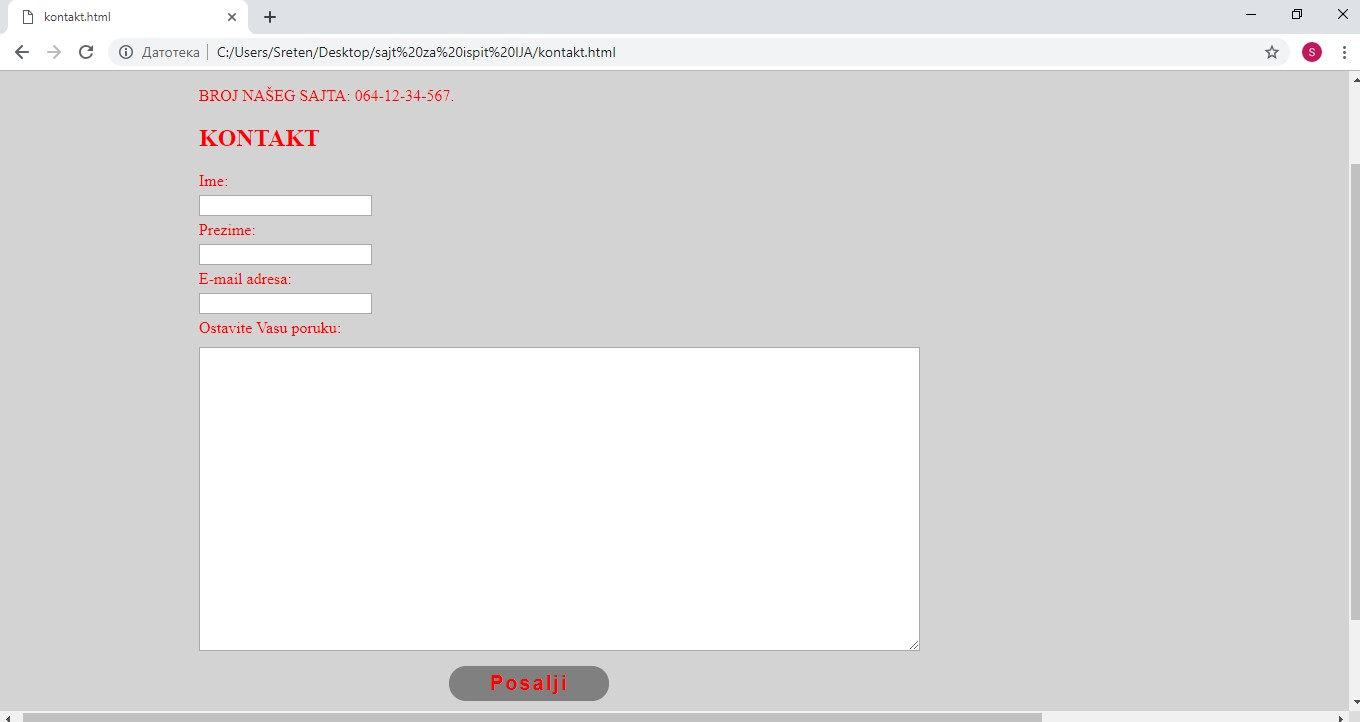 kontakt.html
Датотека C:/Users/Sreten/Desktop/sajt%20za%20ispit%20IJA/kontakt.html
S
BROJ NAŠEG SAJTA: 064-12-34-567.
KONTAKT
Ime:
Prezime:
E-mail adresa:
Ostavite Vasu poruku:
Posalji